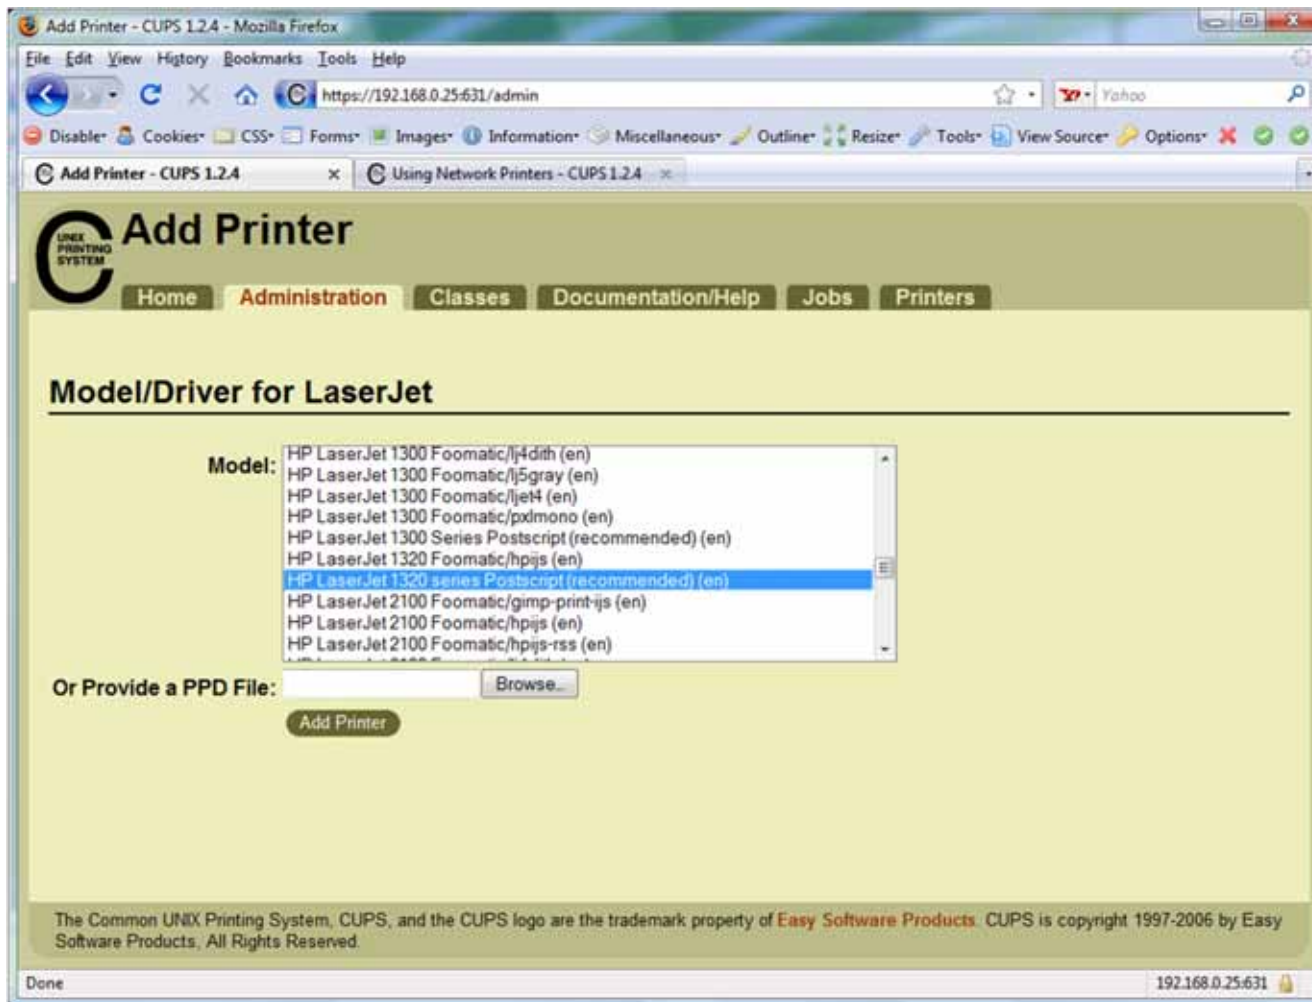 Add Printer - CUPS 1.2.4 - Mozilla Firefox
File Edit View History Bookmarks Tools Help
https://192.168.0.25:631/admin
Yahoo
Disable Cookies CSS Forms Images Information Miscellaneous Outline Resize Tools View Source Options
Add Printer - CUPS 1.2.4
Using Network Printers - CUPS 1.2.4
UNIX
PRINTING
SYSTEM
Add Printer
Home Administration Classes Documentation/Help Jobs Printers
Model/Driver for LaserJet
Model:
HP LaserJet 1300 Foomatic/lj4dith (en)
HP LaserJet 1300 Foomatic/lj5gray (en)
HP LaserJet 1300 Foomatic/ljet4 (en)
HP LaserJet 1300 Foomatic/pxlmono (en)
HP LaserJet 1300 Series Postscript (recommended) (en)
HP LaserJet 1320 Foomatic/hpijs (en)
HP LaserJet 1320 series Postscript (recommended) (en)
HP LaserJet 2100 Foomatic/gimp-print-ijs (en)
HP LaserJet 2100 Foomatic/hpijs (en)
HP LaserJet 2100 Foomatic/hpijs-rss (en)
Or Provide a PPD File:
Browse...
Add Printer
The Common UNIX Printing System, CUPS, and the CUPS logo are the trademark property of Easy Software Products. CUPS is copyright 1997-2006 by Easy
Software Products, All Rights Reserved.
Done
192.168.0.25:631